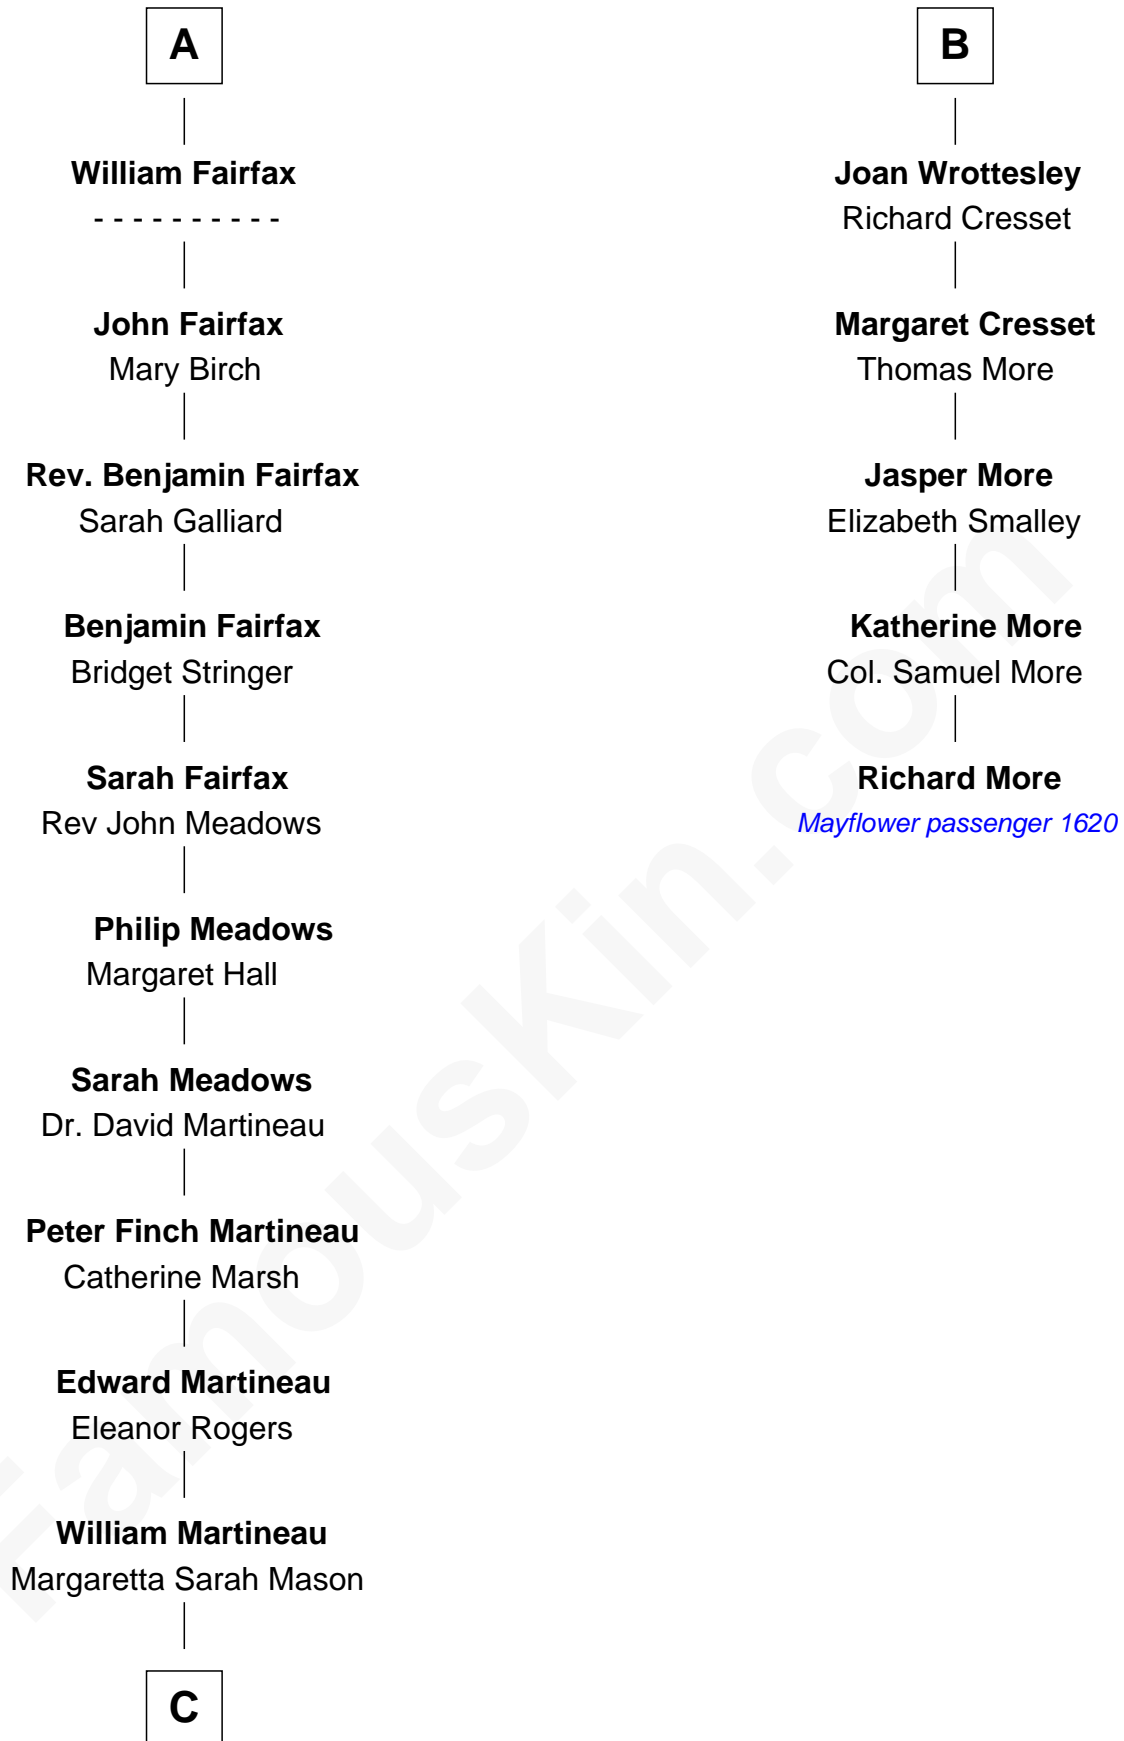 A
William Fairfax
- - - - - - - - - -
John Fairfax
Mary Birch
Rev. Benjamin Fairfax
Sarah Galliard
Benjamin Fairfax
Bridget Stringer
Sarah Fairfax
Rev John Meadows
Philip Meadows
Margaret Hall
Sarah Meadows
Dr. David Martineau
Peter Finch Martineau
Catherine Marsh
Edward Martineau
Eleanor Rogers
William Martineau
Margaretta Sarah Mason
C
B
Joan Wrottesley
Richard Cresset
Margaret Cresset
Thomas More
Jasper More
Elizabeth Smalley
Katherine More
Col. Samuel More
Richard More
Mayflower passenger 1620
FamousKin.com